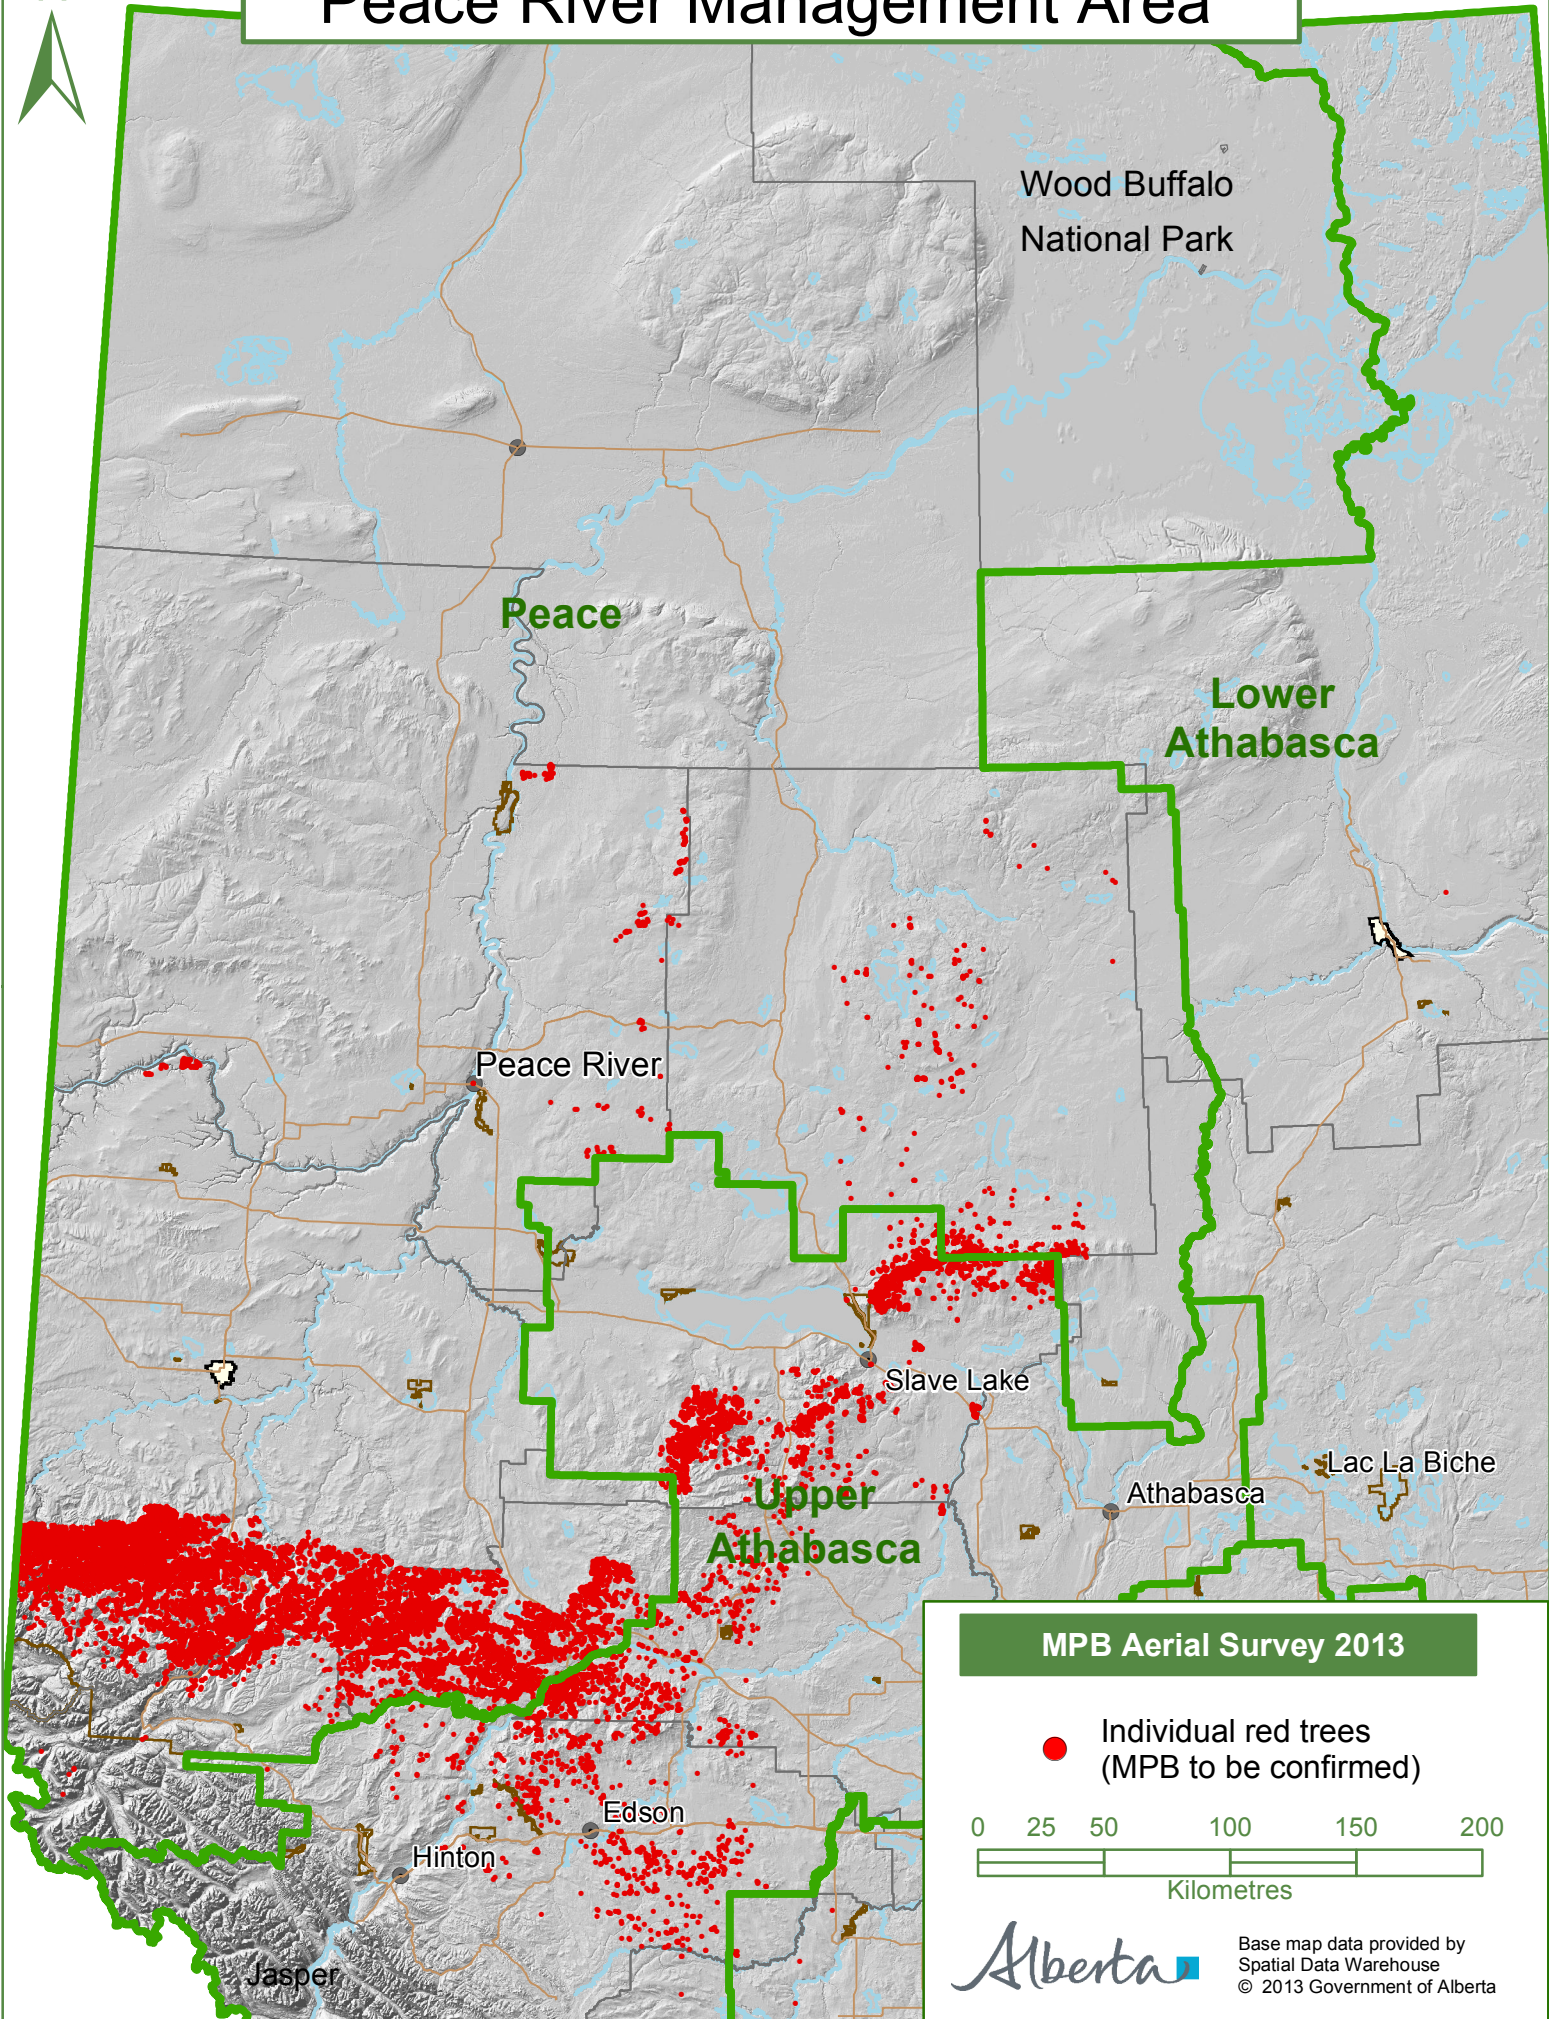 Peace River Management Area
Wood Buffalo
National Park
Peace
Lower
Athabasca
Peace River
Slave Lake
Lac La Biche
Athabasca
Upper
Athabasca
Edson
Hinton
Jasper
MPB Aerial Survey 2013
Individual red trees
(MPB to be confirmed)
0 25 50 100 150 200
Kilometres
Alberta
Base map data provided by
Spatial Data Warehouse
© 2013 Government of Alberta